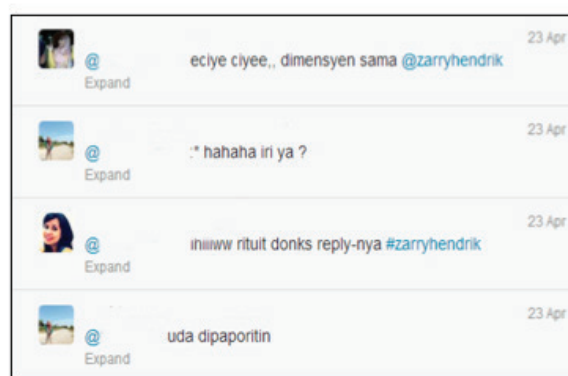 23 Apr
@ eciye ciyee,, dimensyen sama @zarryhendrik
Expand
23 Apr
@ :* hahaha iri ya ?
Expand
23 Apr
@ ihiiiww rituit donks reply-nya #zarryhendrik
Expand
23 Apr
@ uda dipaporitin
Expand